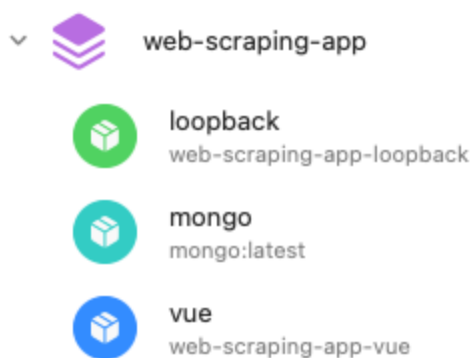 web-scraping-app
loopback
web-scraping-app-loopback
mongo
mongo:latest
vue
web-scraping-app-vue